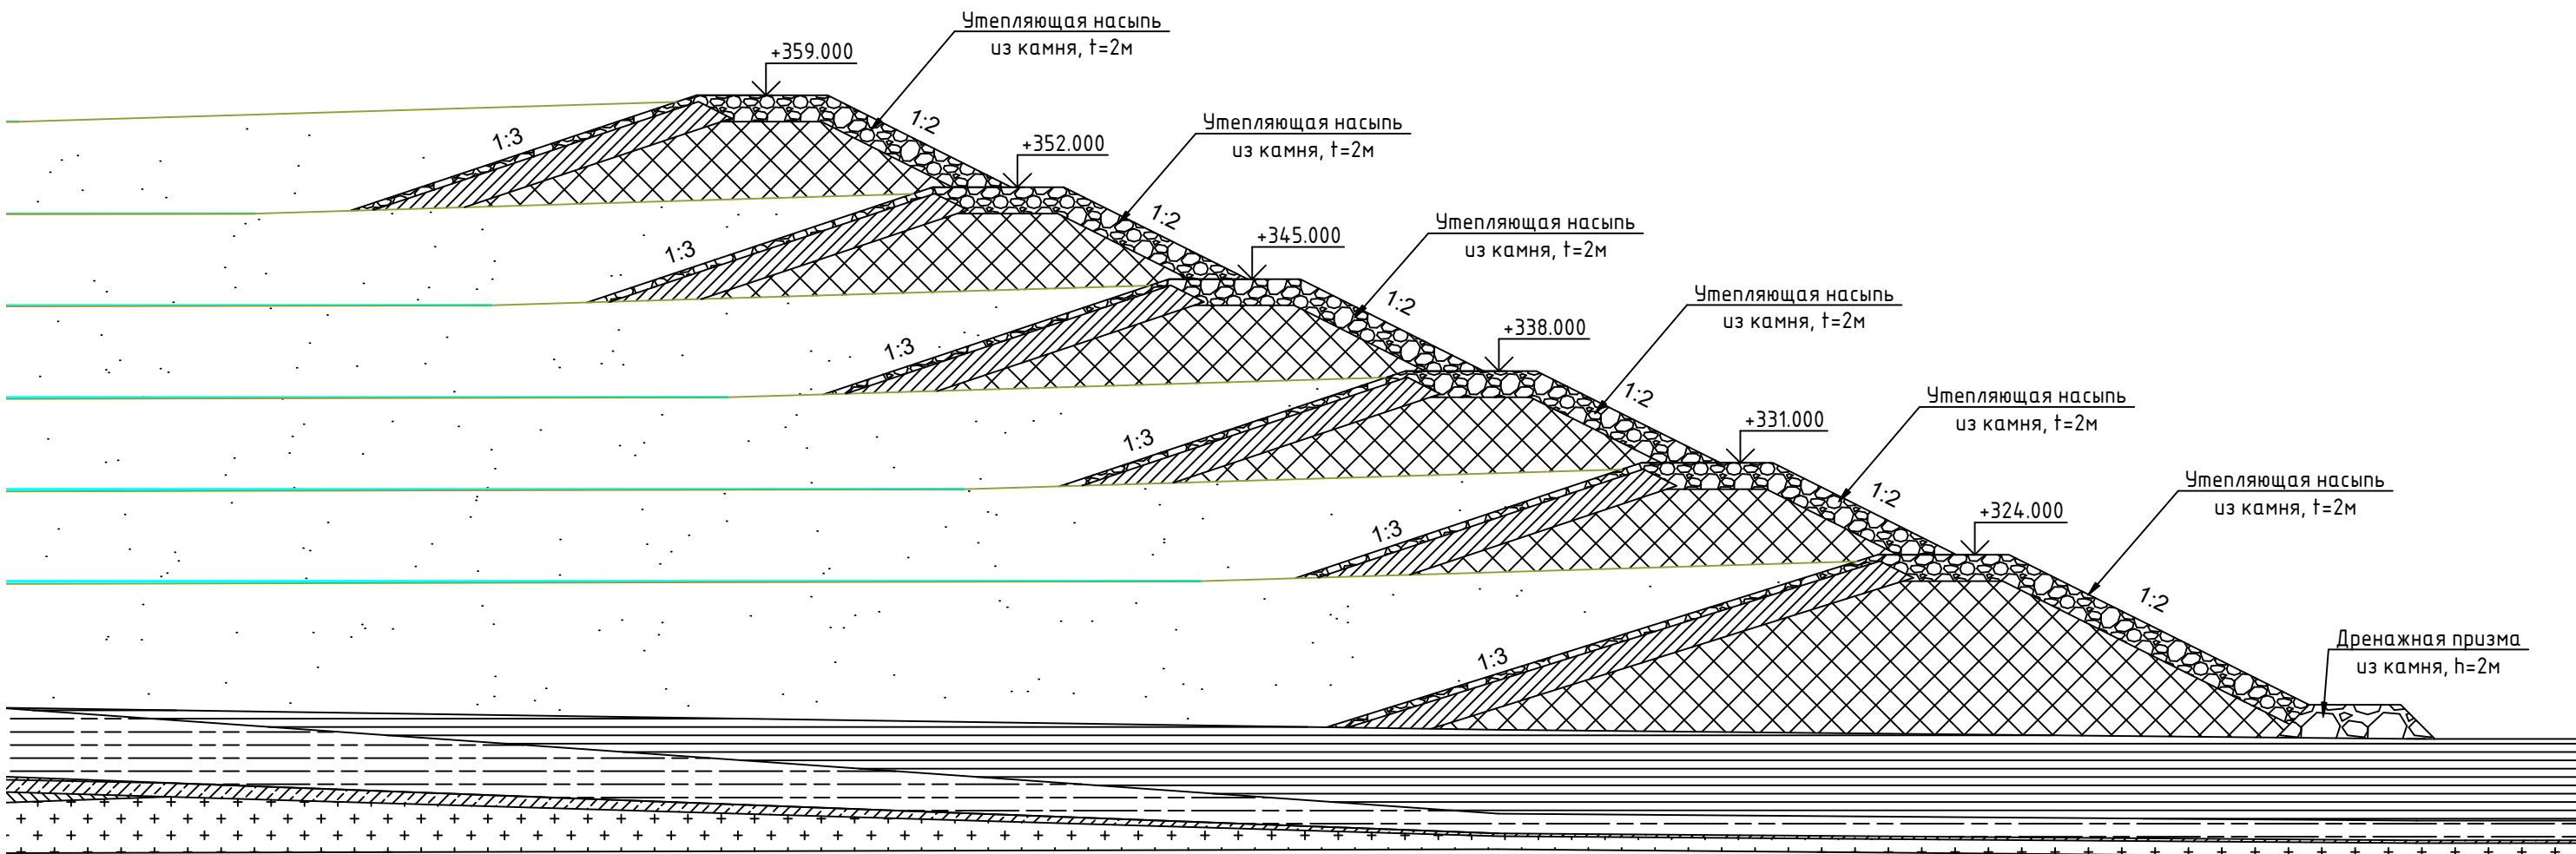 Утепляющая насыпь
из камня, t=2м
+359.000
1:2
1:3
Утепляющая насыпь
из камня, t=2м
+352.000
1:2
1:3
Утепляющая насыпь
из камня, t=2м
+345.000
1:2
1:3
Утепляющая насыпь
из камня, t=2м
+338.000
1:2
1:3
Утепляющая насыпь
из камня, t=2м
+331.000
1:2
1:3
Утепляющая насыпь
из камня, t=2м
+324.000
1:2
1:3
Дренажная призма
из камня, h=2м